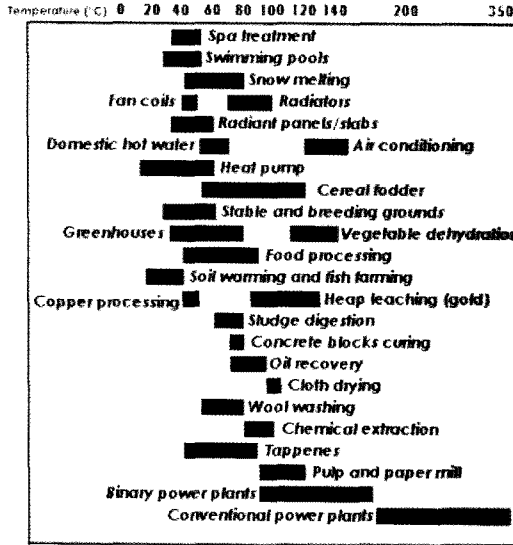 Temperature (°C) 0 20 40 60 80 100 120 140 200 350
Spa treatment
Swimming pools
Snow melting
Fan coils Radiators
Radiant panels/slabs
Domestic hot water Air conditioning
Heat pump
Cereal fodder
Stable and breeding grounds
Greenhouses Vegetable dehydration
Food processing
Soil warming and fish farming
Copper processing Heap leaching (gold)
Sludge digestion
Concrete blocks curing
Oil recovery
Cloth drying
Wool washing
Chemical extraction
Tappenes
Pulp and paper mill
Binary power plants
Conventional power plants